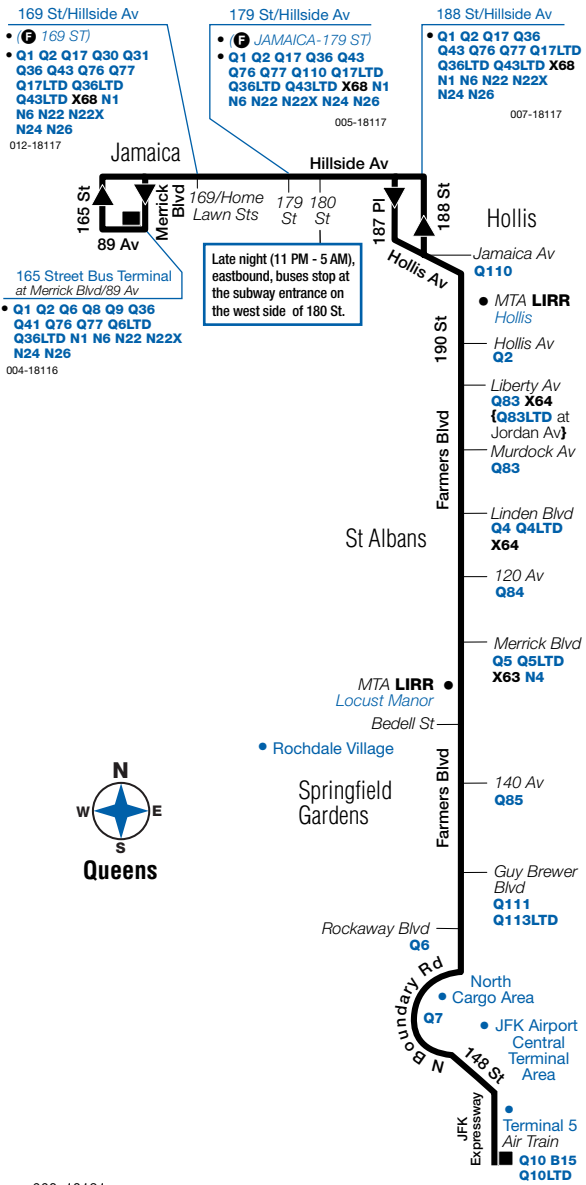 169 St/Hillside Av
• (F 169 ST)
• Q1 Q2 Q17 Q30 Q31
Q36 Q43 Q76 Q77
Q17LTD Q36LTD
Q43LTD X68 N1
N6 N22 N22X
N24 N26
012-18117
179 St/Hillside Av
• (F JAMAICA-179 ST)
• Q1 Q2 Q17 Q36 Q43
Q76 Q77 Q110 Q17LTD
Q36LTD Q43LTD X68 N1
N6 N22 N22X N24 N26
005-18117
188 St/Hillside Av
• Q1 Q2 Q17 Q36
Q43 Q76 Q77 Q17LTD
Q36LTD Q43LTD X68
N1 N6 N22 N22X
N24 N26
007-18117
Jamaica
Hillside Av
165 St
Merrick
Blvd
89 Av
169/Home
Lawn Sts
179
St
180
St
187 Pl
188 St
Hollis
Late night (11 PM - 5 AM),
eastbound, buses stop at
the subway entrance on
the west side of 180 St.
165 Street Bus Terminal
at Merrick Blvd/89 Av
• Q1 Q2 Q6 Q8 Q9 Q36
Q41 Q76 Q77 Q6LTD
Q36LTD N1 N6 N22 N22X
N24 N26
004-18116
Hollis Av
Jamaica Av
Q110
• MTA LIRR
Hollis
190 St
Hollis Av
Q2
Liberty Av
Q83 X64
{Q83LTD at
Jordan Av}
Farmers Blvd
Murdock Av
Q83
Linden Blvd
Q4 Q4LTD
X64
St Albans
120 Av
Q84
Merrick Blvd
Q5 Q5LTD
X63 N4
MTA LIRR •
Locust Manor
Bedell St
• Rochdale Village
N
W E
S
Queens
Springfield
Gardens
Farmers Blvd
140 Av
Q85
Guy Brewer
Blvd
Q111
Q113LTD
Rockaway Blvd
Q6
N Boundary Rd
North
• Cargo Area
Q7
• JFK Airport
Central
Terminal
Area
148 St
JFK
Expressway
•
Terminal 5
Air Train
Q10 B15
Q10LTD